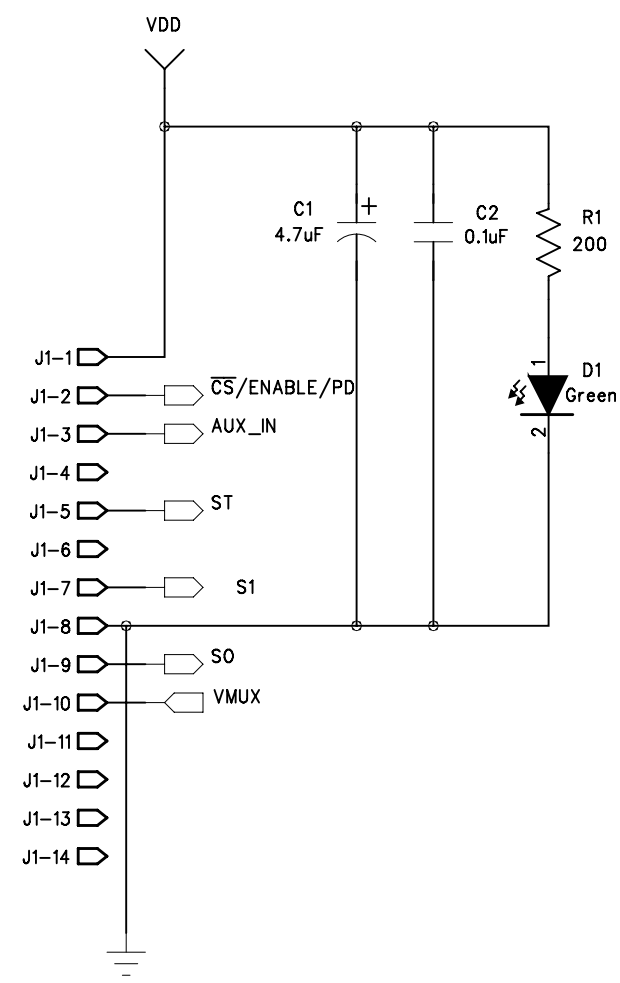 VDD
C1
4.7uF
+
C2
0.1uF
R1
200
J1-1
1
D1
Green
2
J1-2
C̅S̅/ENABLE/PD
J1-3
AUX_IN
J1-4
J1-5
ST
J1-6
J1-7
S1
J1-8
J1-9
S0
J1-10
VMUX
J1-11
J1-12
J1-13
J1-14